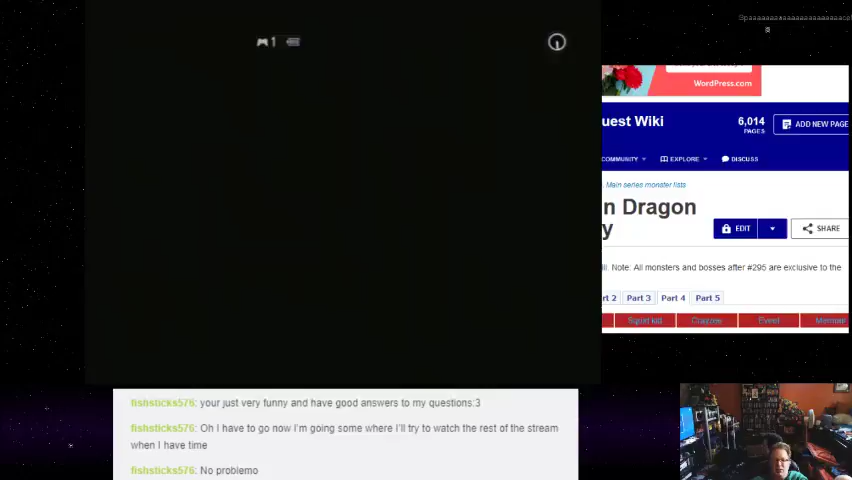 1
WordPress.com
uest Wiki
6,014
PAGES
ADD NEW PAGE
COMMUNITY
EXPLORE
DISCUSS
Main series monster lists
n Dragon
y
EDIT
SHARE
ill. Note: All monsters and bosses after #295 are exclusive to the
rt 2
Part 3
Part 4
Part 5
Squid kid
fishsticks576: your just very funny and have good answers to my questions:3
fishsticks576: Oh I have to go now I'm going some where I'll try to watch the rest of the stream
when I have time
fishsticks576: No problemo